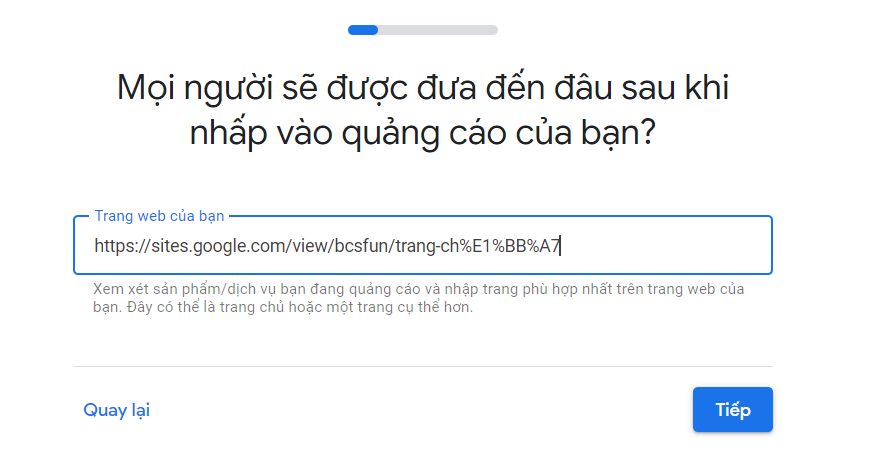 Mọi người sẽ được đưa đến đâu sau khi
nhấp vào quảng cáo của bạn?
Trang web của bạn
https://sites.google.com/view/bcsfun/trang-ch%E1%BB%A7
Xem xét sản phẩm/dịch vụ bạn đang quảng cáo và nhập trang phù hợp nhất trên trang web của
bạn. Đây có thể là trang chủ hoặc một trang cụ thể hơn.
Quay lại
Tiếp